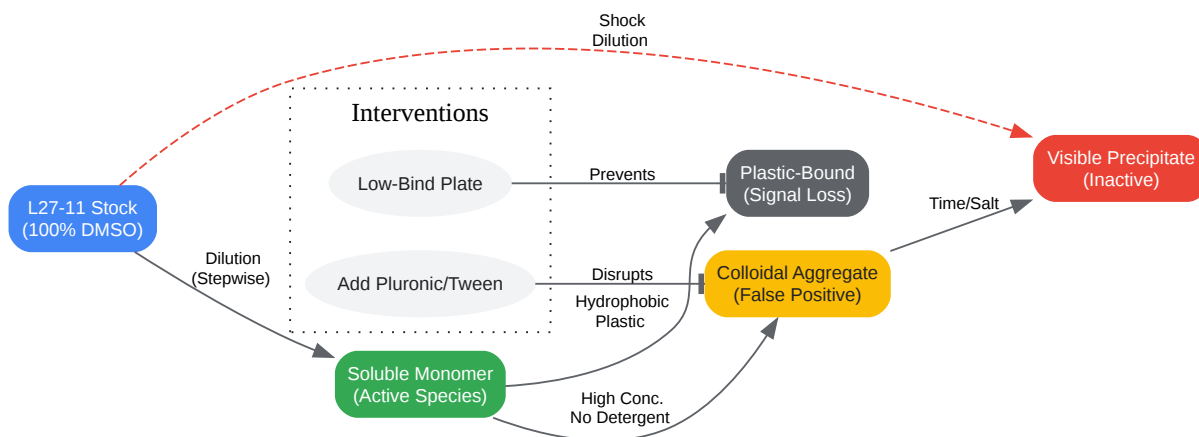 Shock
Dilution
Interventions
Low-Bind Plate
Prevents
Plastic-Bound
(Signal Loss)
Visible Precipitate
(Inactive)
L27-11 Stock
(100% DMSO)
Time/Salt
Dilution
(Stepwise)
Add Pluronic/Tween
Disrupts
Colloidal Aggregate
(False Positive)
Hydrophobic
Plastic
Soluble Monomer
(Active Species)
High Conc.
No Detergent